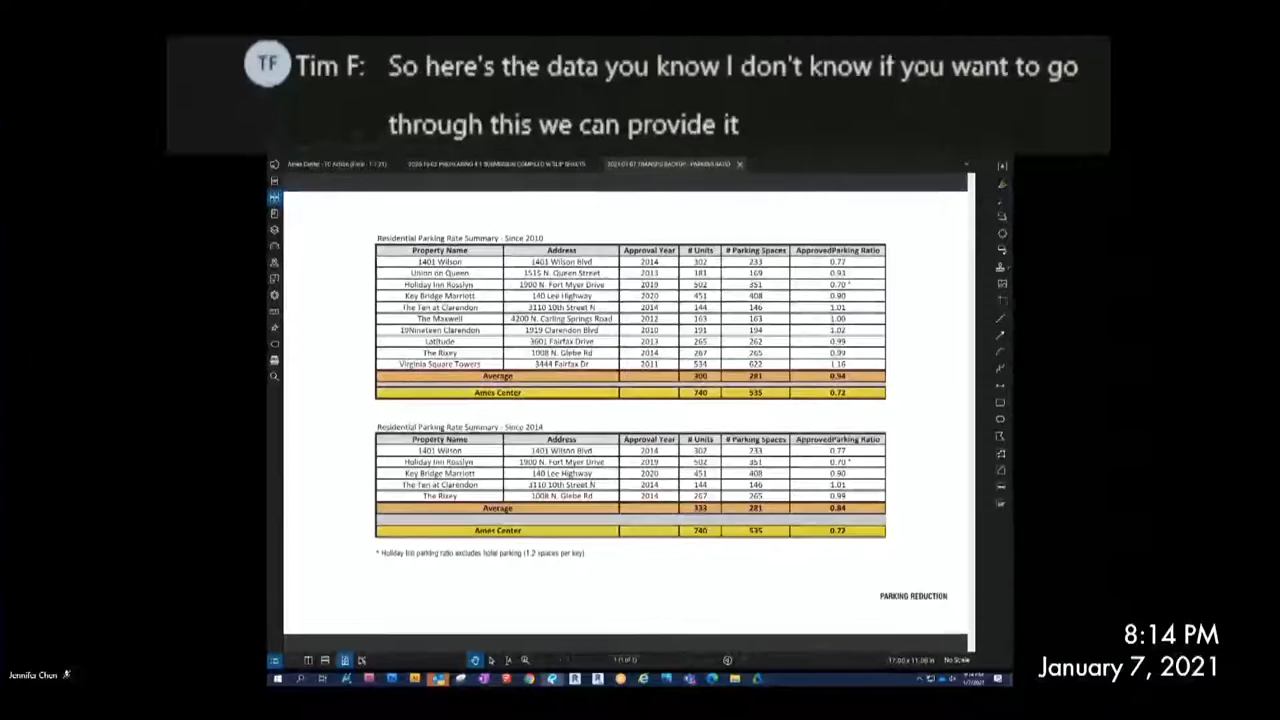 TF Tim F: So here's the data you know I don't know if you want to go
through this we can provide it
Residential Parking Rate Summary - Since 2010
Property Name Address Approval Year # Units # Parking Spaces ApprovedParking Ratio
1401 Wilson 1401 Wilson Blvd 2014 302 233 0.77
Union on Queen 1515 N. Queen Street 2013 181 169 0.93
Holiday Inn Rosslyn 1900 N. Fort Myer Drive 2019 502 351 0.70 *
Key Bridge Marriott 140 Lee Highway 2020 451 408 0.90
The Ten at Clarendon 3110 10th Street N 2014 144 146 1.01
The Maxwell 4200 N. Carling Springs Road 2012 163 163 1.00
19Nineteen Clarendon 1919 Clarendon Blvd 2010 191 194 1.02
Latitude 3601 Fairfax Drive 2013 265 262 0.99
The Rixey 1008 N. Glebe Rd 2014 267 265 0.99
Virginia Square Towers 3444 Fairfax Dr 2011 534 622 1.16
Average 300 281 0.94
Ames Center 740 535 0.72
Residential Parking Rate Summary - Since 2014
Property Name Address Approval Year # Units # Parking Spaces ApprovedParking Ratio
1401 Wilson 1401 Wilson Blvd 2014 302 233 0.77
Holiday Inn Rosslyn 1900 N. Fort Myer Drive 2019 502 351 0.70 *
Key Bridge Marriott 140 Lee Highway 2020 451 408 0.90
The Ten at Clarendon 3110 10th Street N 2014 144 146 1.01
The Rixey 1008 N. Glebe Rd 2014 267 265 0.99
Average 333 281 0.84
Ames Center 740 535 0.72
* Holiday Inn parking ratio excludes hotel parking (1.2 spaces per key)
PARKING REDUCTION
8:14 PM
January 7, 2021
Jennifer Chen